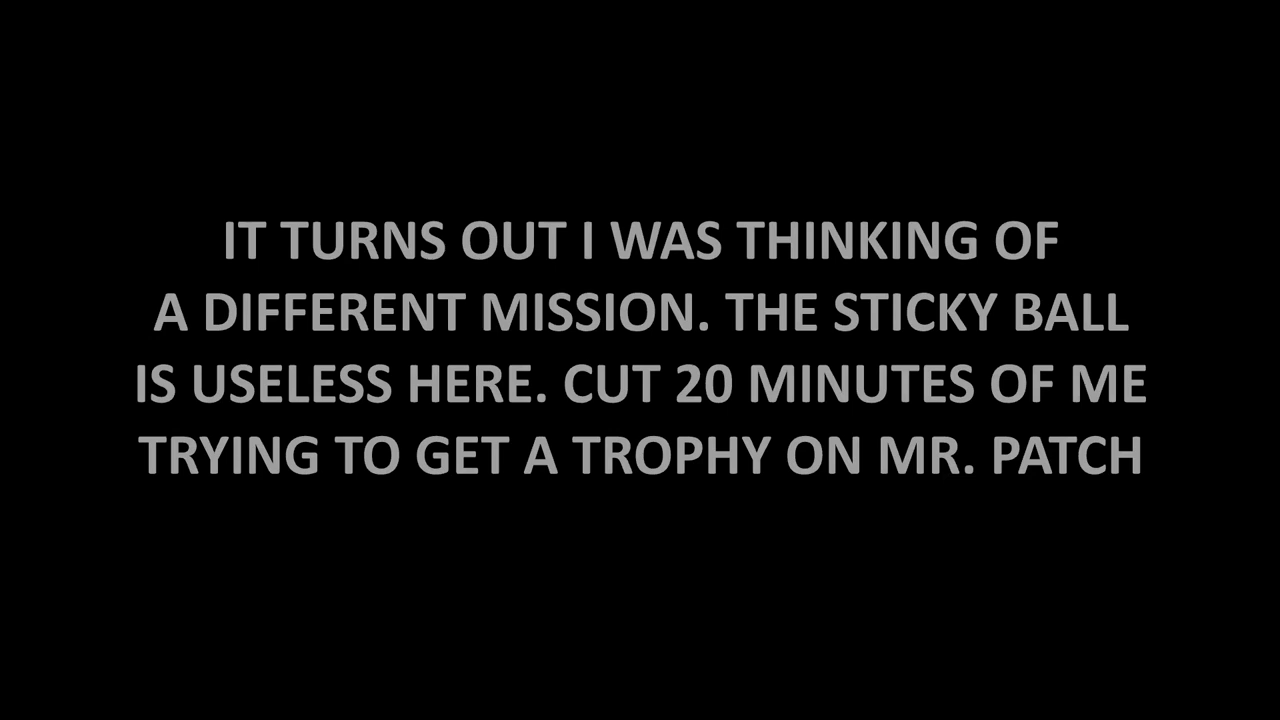 IT TURNS OUT I WAS THINKING OF
A DIFFERENT MISSION. THE STICKY BALL
IS USELESS HERE. CUT 20 MINUTES OF ME
TRYING TO GET A TROPHY ON MR. PATCH